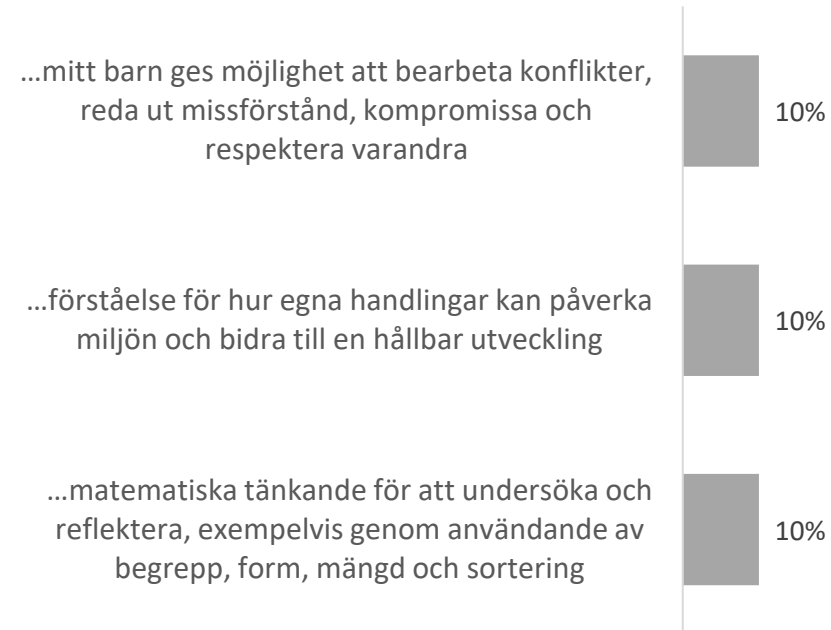 ...mitt barn ges möjlighet att bearbeta konflikter,
reda ut missförstånd, kompromissa och
respektera varandra
10%
...förståelse för hur egna handlingar kan påverka
miljön och bidra till en hållbar utveckling
10%
...matematiska tänkande för att undersöka och
reflektera, exempelvis genom användande av
begrepp, form, mängd och sortering
10%